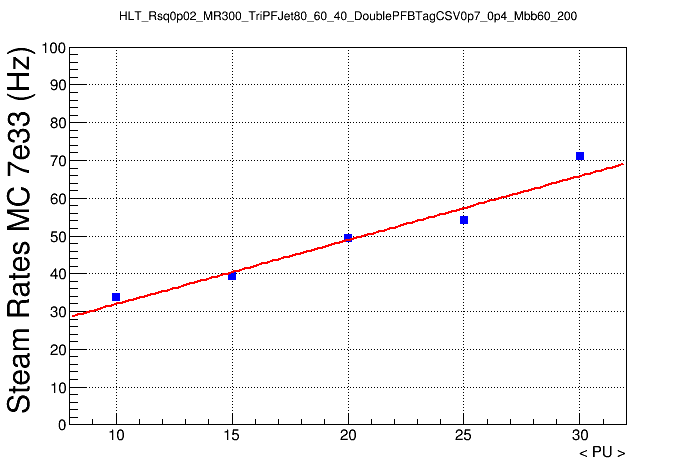 HLT_Rsq0p02_MR300_TriPFJet80_60_40_DoublePFBTagCSV0p7_0p4_Mbb60_200
Steam Rates MC 7e33 (Hz)
100
90
80
70
60
50
40
30
20
10
0
10 15 20 25 30
< PU >